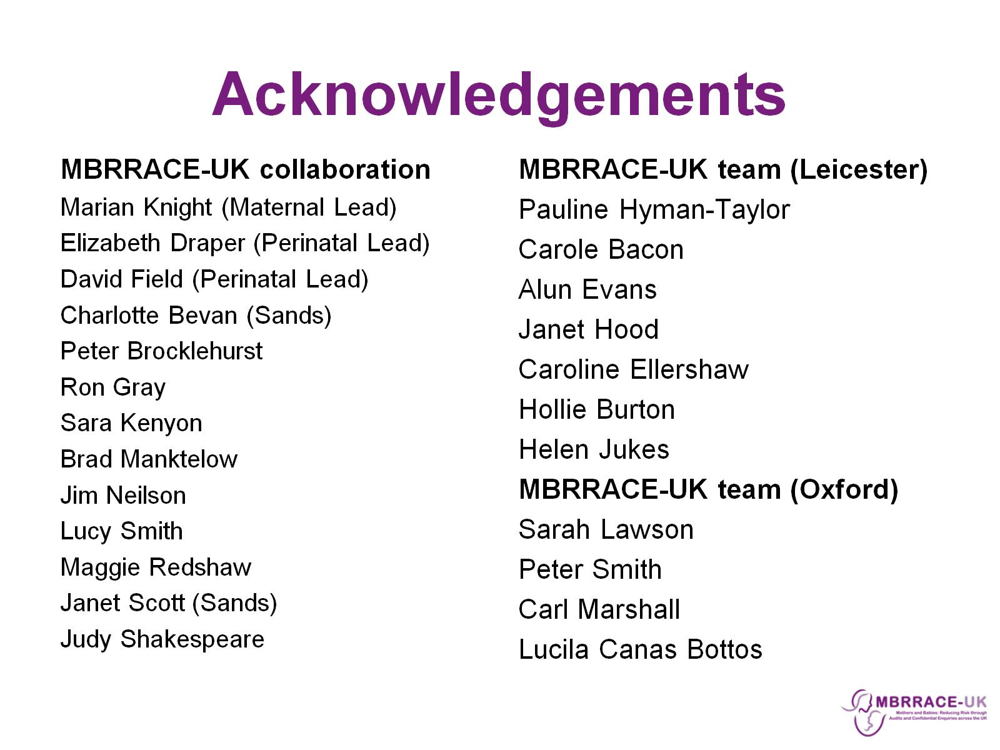 Acknowledgements
MBRRACE-UK collaboration
Marian Knight (Maternal Lead)
Elizabeth Draper (Perinatal Lead)
David Field (Perinatal Lead)
Charlotte Bevan (Sands)
Peter Brocklehurst
Ron Gray
Sara Kenyon
Brad Manktelow
Jim Neilson
Lucy Smith
Maggie Redshaw
Janet Scott (Sands)
Judy Shakespeare
MBRRACE-UK team (Leicester)
Pauline Hyman-Taylor
Carole Bacon
Alun Evans
Janet Hood
Caroline Ellershaw
Hollie Burton
Helen Jukes
MBRRACE-UK team (Oxford)
Sarah Lawson
Peter Smith
Carl Marshall
Lucila Canas Bottos
MBRRACE-UK
Mothers and Babies: Reducing Risk through
Audits and Confidential Enquiries across the UK